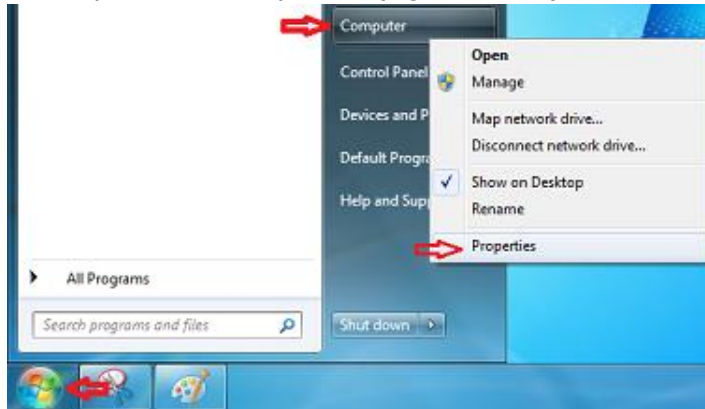 Computer
Control Panel
Devices and P
Default Progra
Help and Supp
Open
Manage
Map network drive...
Disconnect network drive...
Show on Desktop
Rename
Properties
All Programs
Search programs and files
Shut down